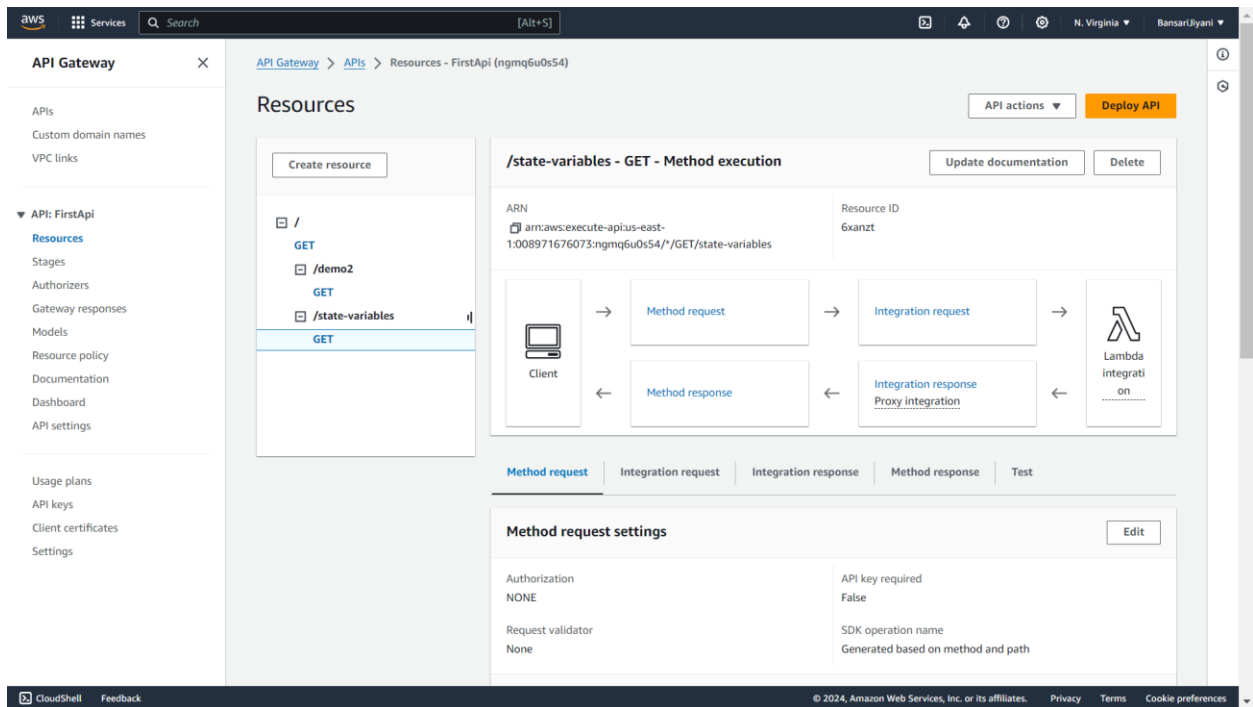 aws
Services
Search
[Alt+S]
N. Virginia ▼
BansariJiyani ▼
API Gateway
APIs
Custom domain names
VPC links
▼ API: FirstApi
Resources
Stages
Authorizers
Gateway responses
Models
Resource policy
Documentation
Dashboard
API settings
Usage plans
API keys
Client certificates
Settings
API Gateway > APIs > Resources - FirstApi (ngmq6u0s54)
Resources
API actions ▼
Deploy API
Create resource
/
GET
/demo2
GET
/state-variables
GET
/state-variables - GET - Method execution
Update documentation
Delete
ARN
arn:aws:execute-api:us-east-
1:008971676073:ngmq6u0s54/*/GET/state-variables
Resource ID
6xanzt
Client
Method request
Integration request
Method response
Integration response
Proxy integration
Lambda
integrati
on
Method request
Integration request
Integration response
Method response
Test
Method request settings
Edit
Authorization
NONE
API key required
False
Request validator
None
SDK operation name
Generated based on method and path
CloudShell
Feedback
© 2024, Amazon Web Services, Inc. or its affiliates.
Privacy
Terms
Cookie preferences